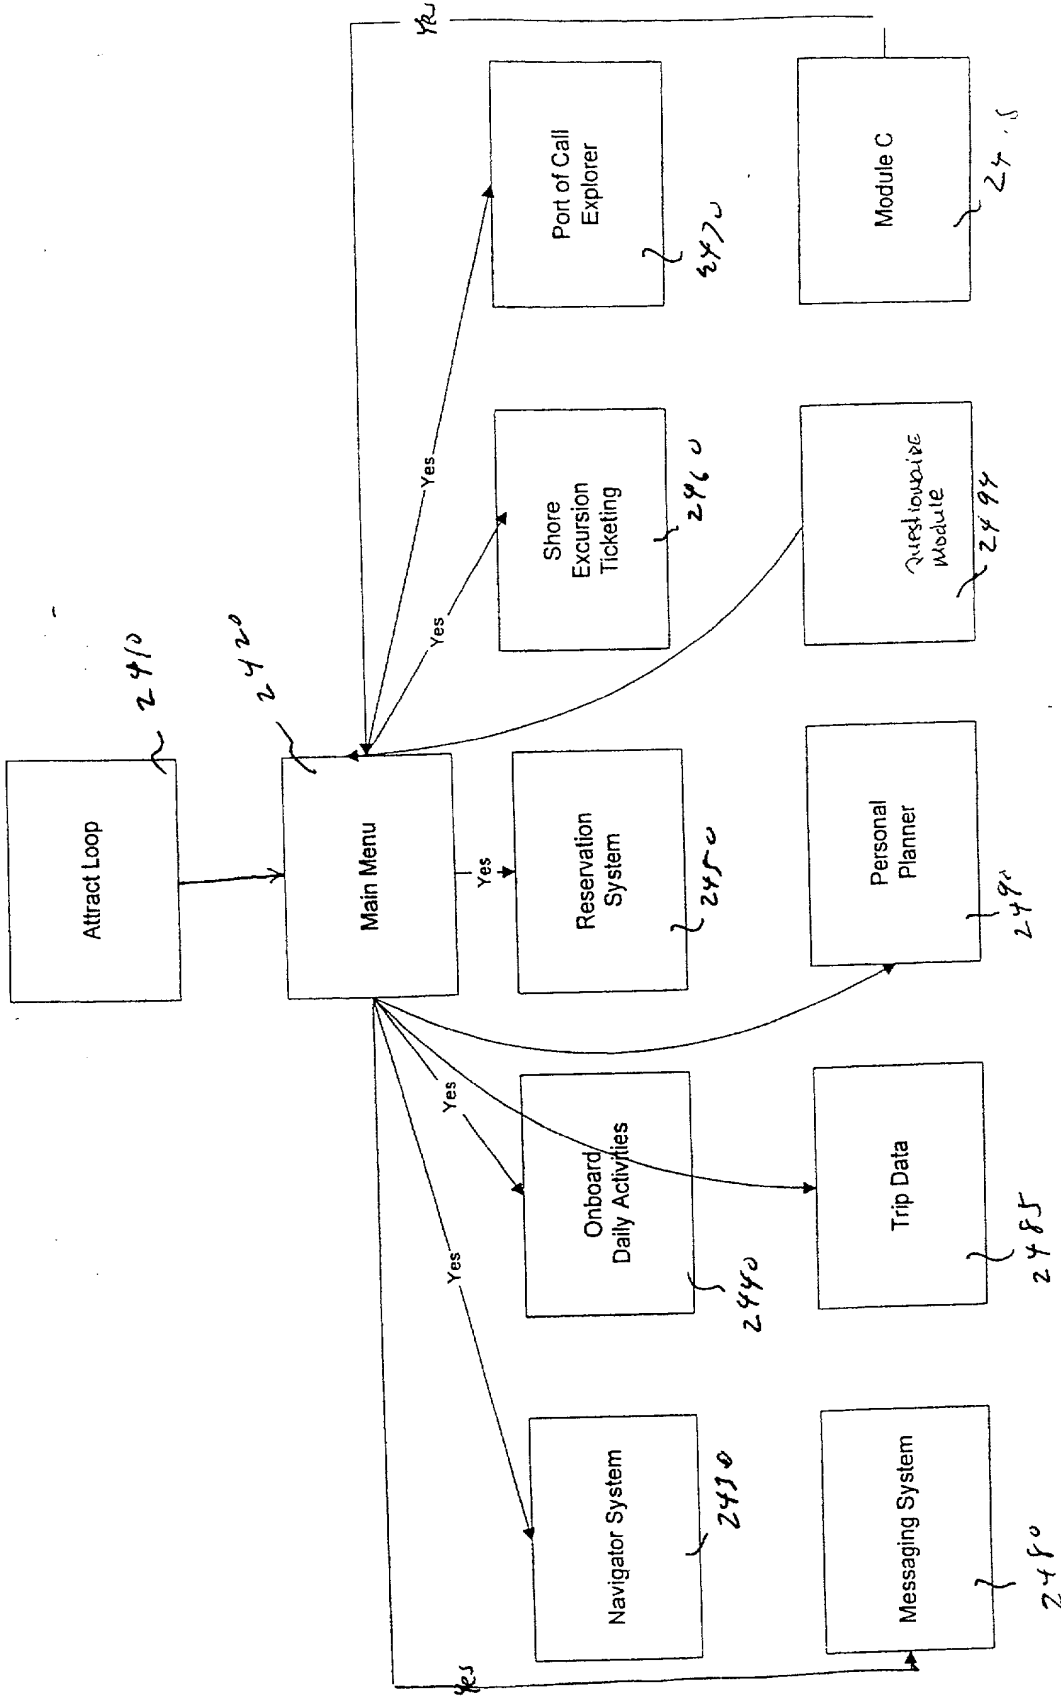 Attract Loop
2410
Main Menu
2420
Yes
Yes
Yes
Yes
Yes
Yes
Yes
Navigator System
2430
Onboard
Daily Activities
2440
Reservation
System
2450
Shore
Excursion
Ticketing
2460
Port of Call
Explorer
2470
Messaging System
2480
Trip Data
2485
Personal
Planner
2490
Questionnaire
Module
2494
Module C